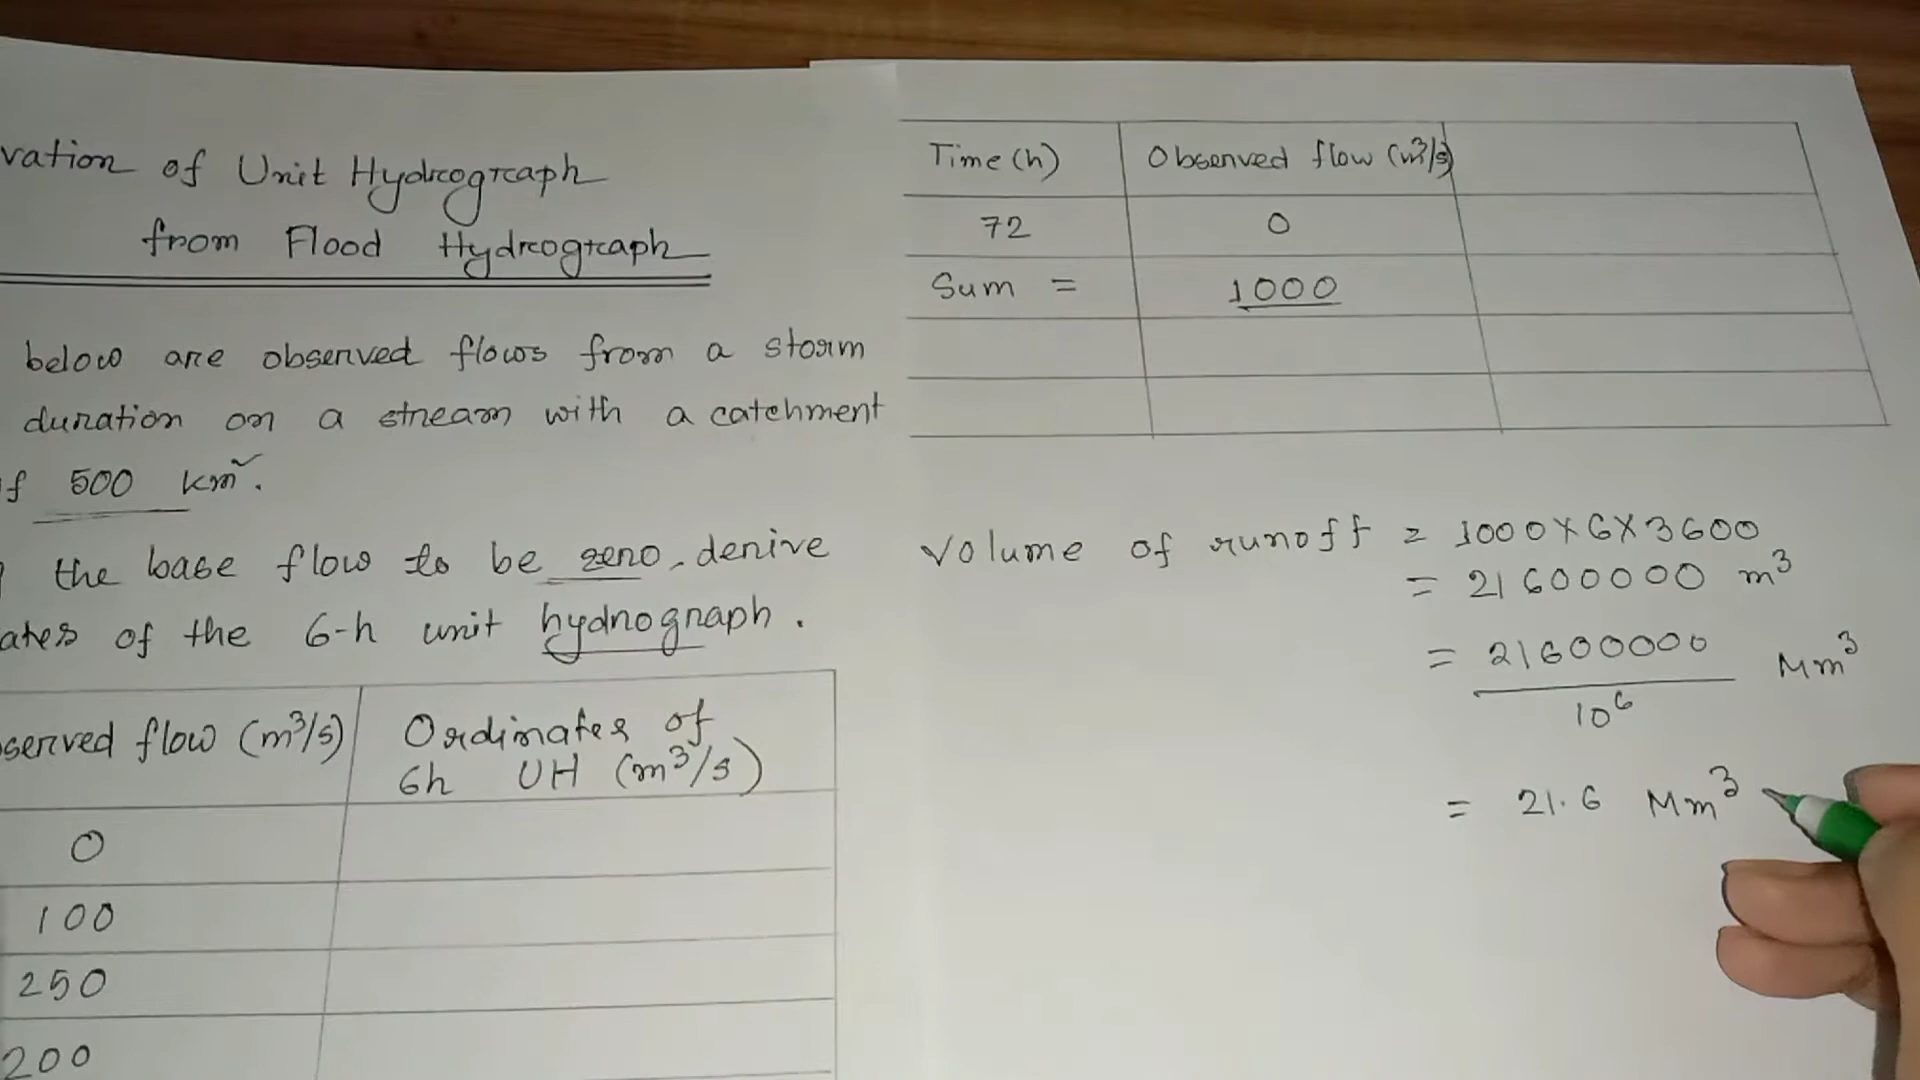 vation of Unit Hydrograph
from Flood Hydrograph
below are observed flows from a storm
duration on a stream with a catchment
of 500 km².
the base flow to be zero, derive
ates of the 6-h unit hydrograph.
served flow (m³/s) Ordinates of
6h UH (m³/s)
0
100
250
200
Time (h) Observed flow (m³/s)
72 0
Sum = 1000
Volume of runoff = 1000×6×3600
= 21600000 m³
= 21600000 Mm³
10⁶
= 21.6 Mm³